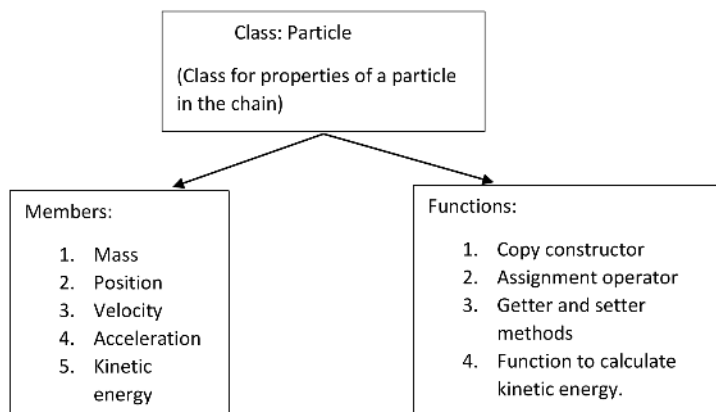 Class: Particle
(Class for properties of a particle
in the chain)
Members:
1. Mass
2. Position
3. Velocity
4. Acceleration
5. Kinetic
energy
Functions:
1. Copy constructor
2. Assignment operator
3. Getter and setter
methods
4. Function to calculate
kinetic energy.